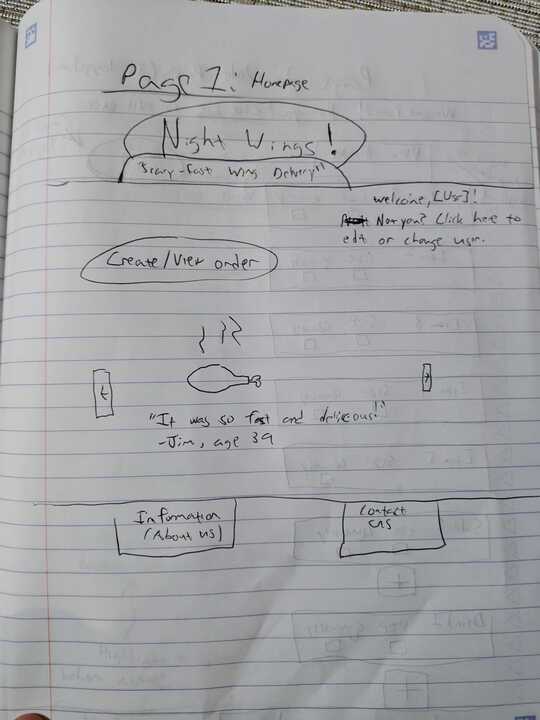 Page 1: Homepage
Night Wings!
"Scary-Fast Wing Delivery"
welcome, [User]!
Not you? Click here to
edit or change user.
Create/View order
"It was so fast and delicious!"
-Jim, age 39
Information
(About us)
Contact
us